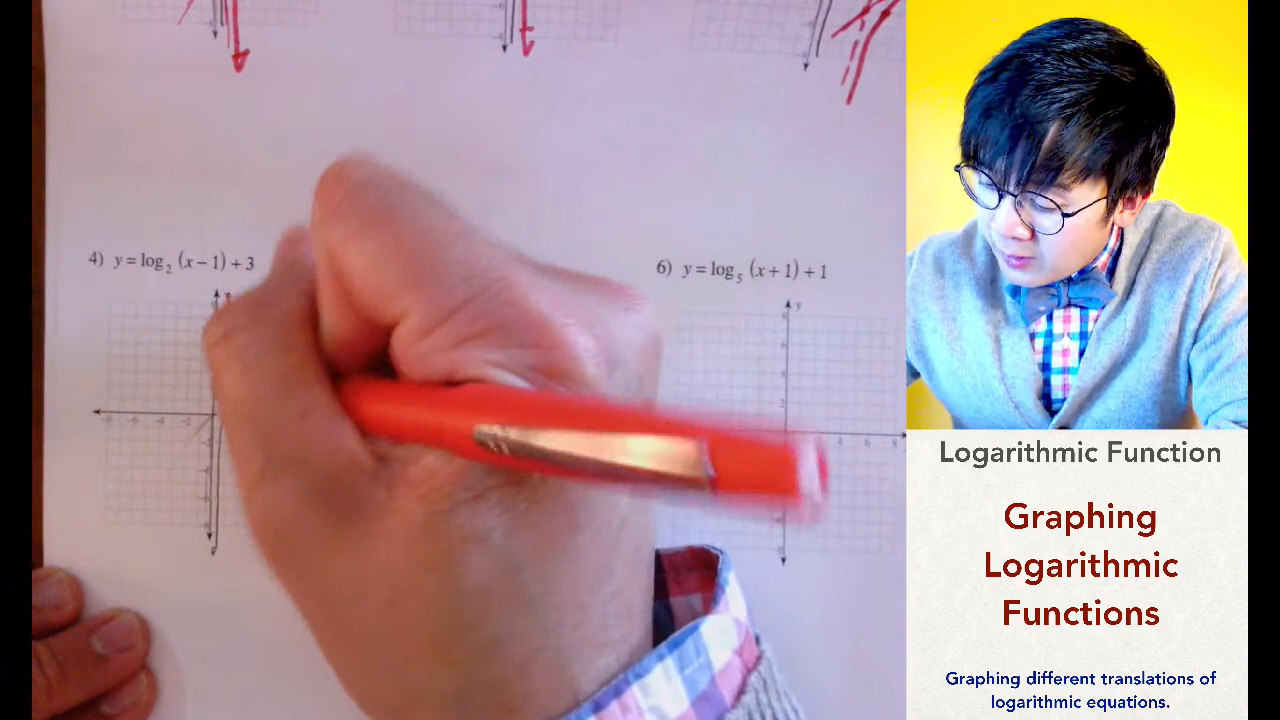 4) y = log₂ (x − 1) + 3
6) y = log₅ (x + 1) + 1
y
Logarithmic Function
Graphing
Logarithmic
Functions
Graphing different translations of
logarithmic equations.